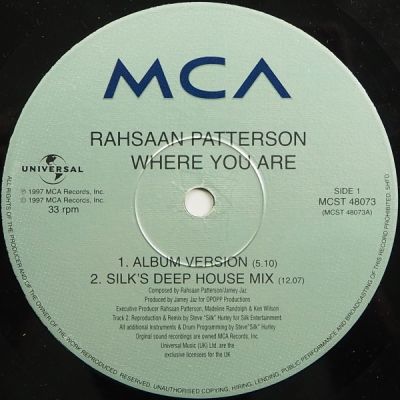 MCA
RAHSAAN PATTERSON
WHERE YOU ARE
UNIVERSAL
℗ 1997 MCA Records, Inc.
© 1997 MCA Records, Inc.
33 rpm
SIDE 1
MCST 48073
(MCST 48073A)
1. ALBUM VERSION (5.10)
2. SILK'S DEEP HOUSE MIX (12.07)
Composed by Rahsaan Patterson/Jamey Jaz
Produced by Jamey Jaz for OPOPP Productions
Executive Producer Rahsaan Patterson, Madeline Randolph & Ken Wilson
Track 2: Reproduction & Remix by Steve "Silk" Hurley for Silk Entertainment.
All additional Instruments & Drum Programming by Steve"Silk" Hurley
Original sound recordings are owned by MCA Records, Inc.
Universal Music (UK) Ltd. are the
exclusive licensees for the UK
ALL RIGHTS OF THE PRODUCER AND OF THE OWNER OF THE WORK REPRODUCED RESERVED. UNAUTHORISED COPYING, HIRING, LENDING, PUBLIC PERFORMANCE AND BROADCASTING OF THIS RECORD PROHIBITED.